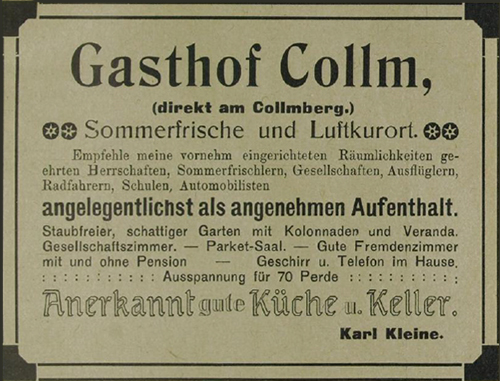 Gasthof Collm,
(direkt am Collmberg.)
Sommerfrische und Luftkurort.
Empfehle meine vornehm eingerichteten Räumlichkeiten ge-
ehrten Herrschaften, Sommerfrischlern, Gesellschaften, Ausflüglern,
Radfahrern, Schulen, Automobilisten
angelegentlichst als angenehmen Aufenthalt.
Staubfreier, schattiger Garten mit Kolonnaden und Veranda.
Gesellschaftszimmer. — Parket-Saal. — Gute Fremdenzimmer
mit und ohne Pension — Geschirr u. Telefon im Hause.
: : : : : : : : : : : Ausspannung für 70 Perde : : : : : : : : : : :
Anerkannt gute Küche u. Keller.
Karl Kleine.